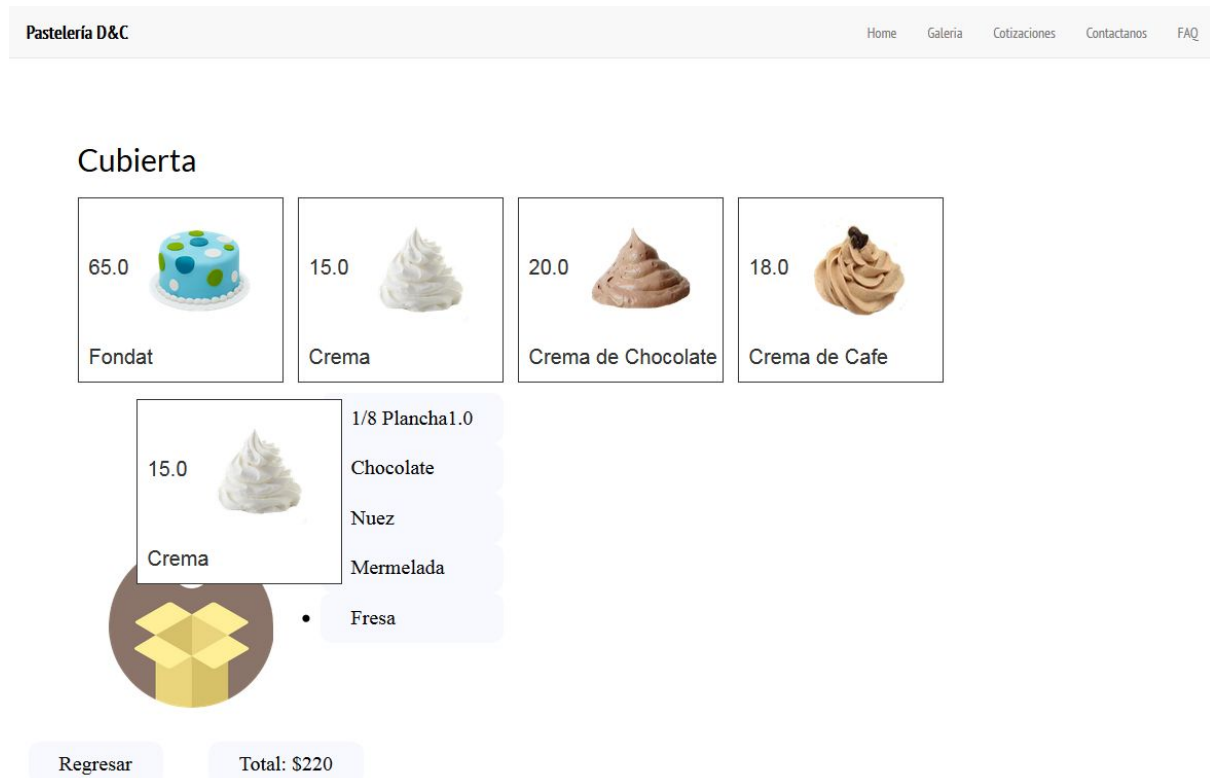 Pastelería D&C
Home Galeria Cotizaciones Contactanos FAQ
Cubierta
65.0
Fondat
15.0
Crema
20.0
Crema de Chocolate
18.0
Crema de Cafe
15.0
Crema
1/8 Plancha1.0
Chocolate
Nuez
Mermelada
Fresa
Regresar
Total: $220